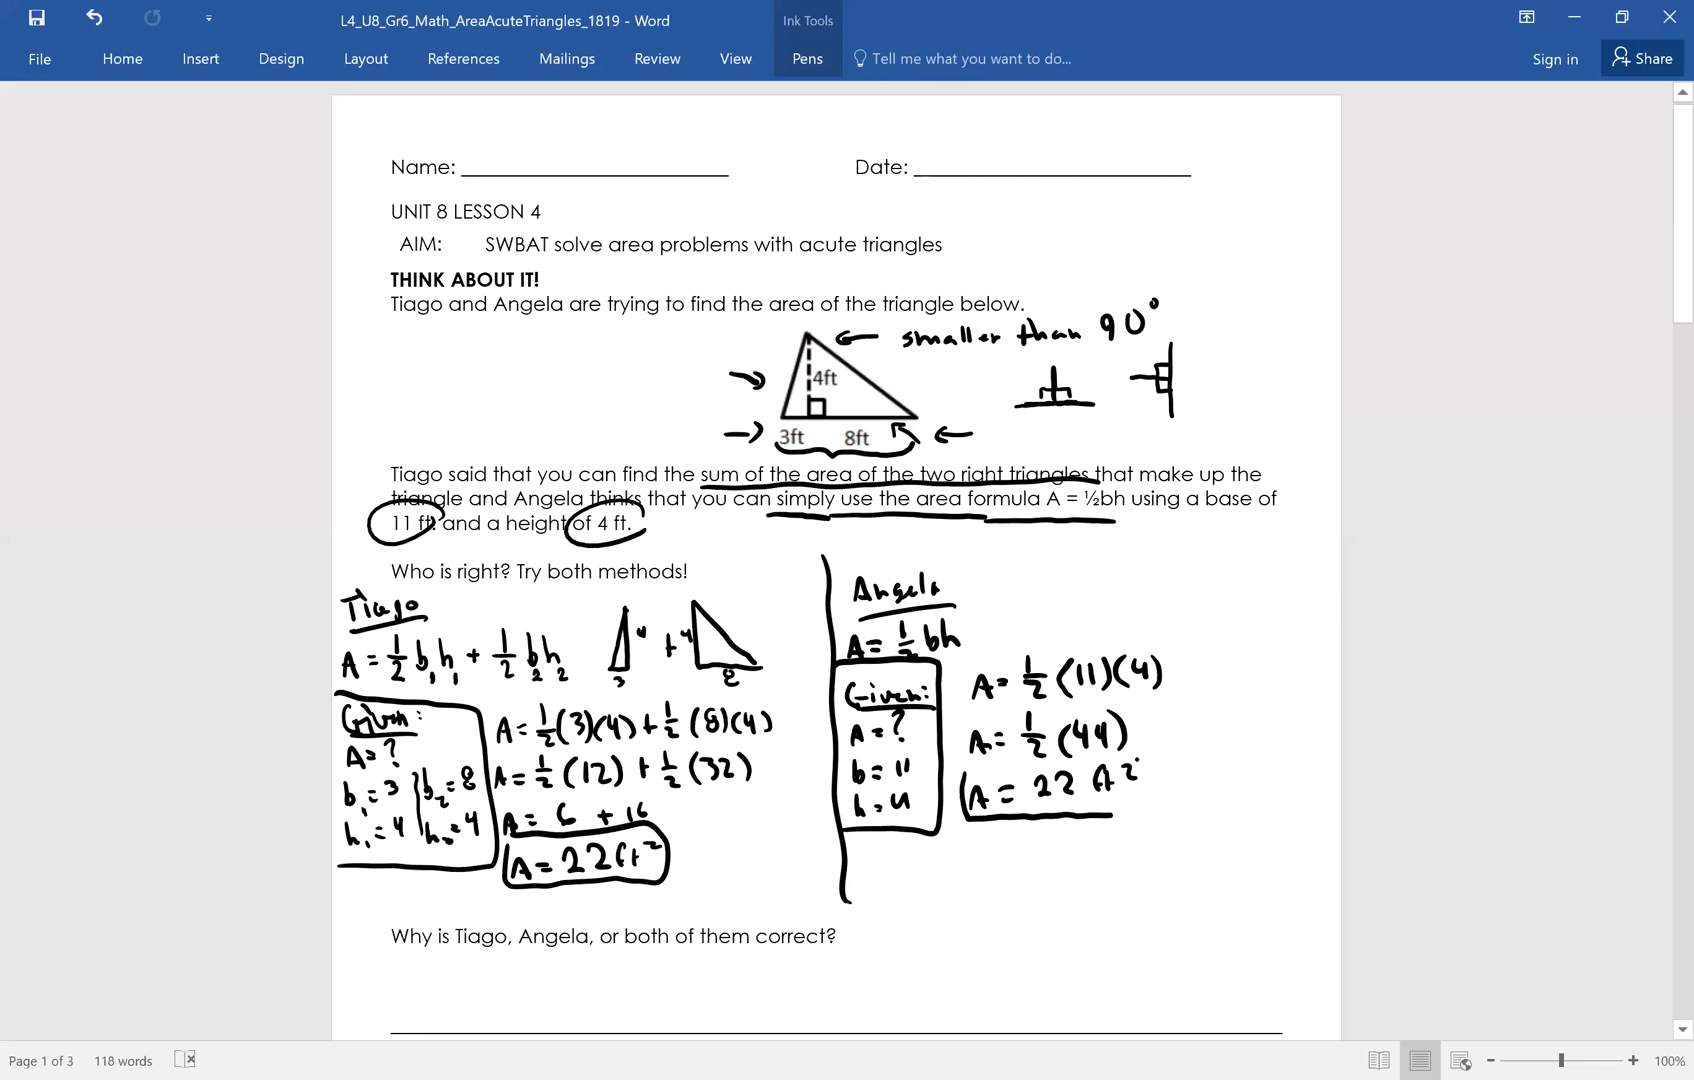 L4_U8_Gr6_Math_AreaAcuteTriangles_1819 - Word
Ink Tools
File Home Insert Design Layout References Mailings Review View Pens Tell me what you want to do... Sign in Share
Name: Date:
UNIT 8 LESSON 4
AIM: SWBAT solve area problems with acute triangles
THINK ABOUT IT!
Tiago and Angela are trying to find the area of the triangle below.
smaller than 90°
4ft
3ft 8ft
Tiago said that you can find the sum of the area of the two right triangles that make up the
triangle and Angela thinks that you can simply use the area formula A = ½bh using a base of
11 ft. and a height of 4 ft.
Who is right? Try both methods!
Tiago
A = 1/2 b₁h₁ + 1/2 b₂h₂
4 + 4
3 8
Given:
A = ?
b₁ = 3 b₂ = 8
h₁ = 4 h₂ = 4
A = 1/2 (3)(4) + 1/2 (8)(4)
A = 1/2 (12) + 1/2 (32)
A = 6 + 16
A = 22 ft²
Angela
A = 1/2 bh
Given:
A = ?
b = 11
h = 4
A = 1/2 (11)(4)
A = 1/2 (44)
A = 22 ft²
Why is Tiago, Angela, or both of them correct?
Page 1 of 3 118 words 100%